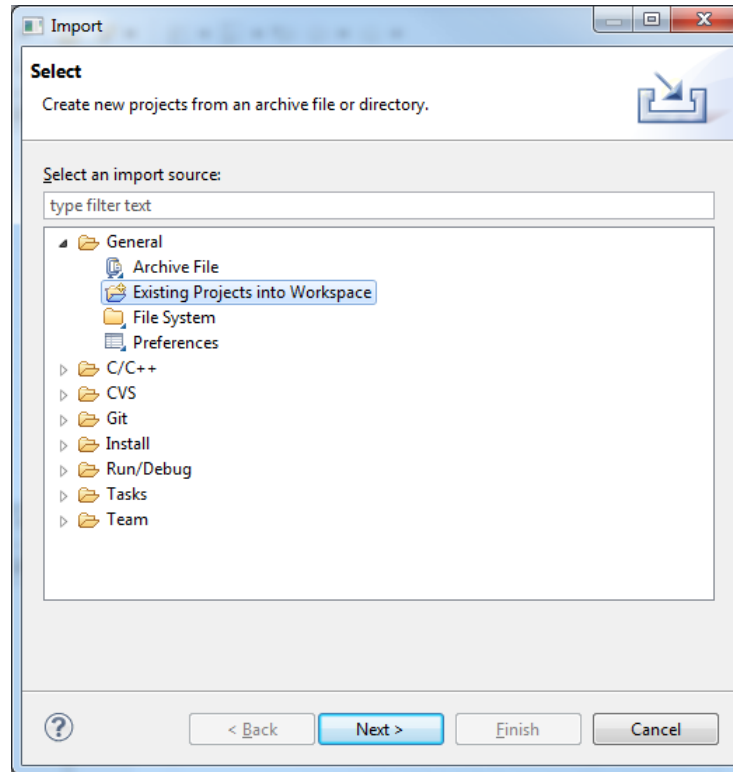 Import
Select
Create new projects from an archive file or directory.
Select an import source:
type filter text
General
Archive File
Existing Projects into Workspace
File System
Preferences
C/C++
CVS
Git
Install
Run/Debug
Tasks
Team
? < Back Next > Finish Cancel